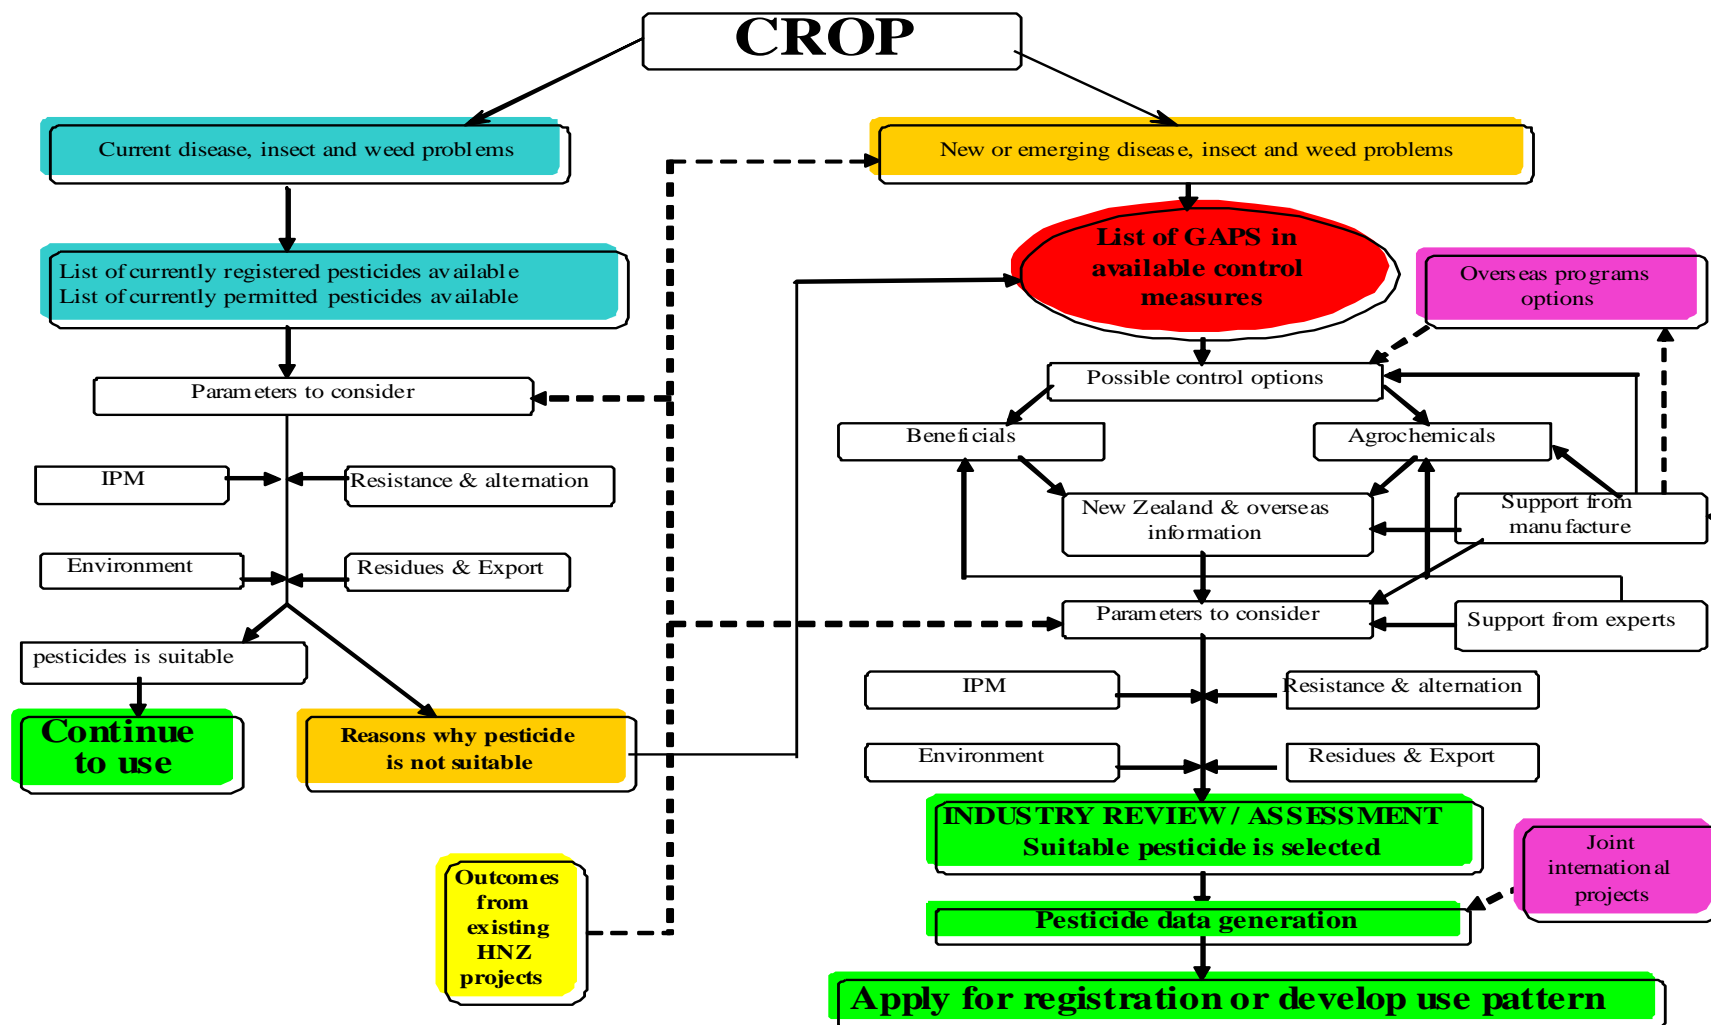 CROP
Current disease, insect and weed problems
New or emerging disease, insect and weed problems
List of currently registered pesticides available
List of currently permitted pesticides available
List of GAPS in
available control
measures
Overseas programs
options
Parameters to consider
Possible control options
Beneficials
Agrochemicals
IPM
Resistance & alternation
New Zealand & overseas
information
Support from
manufacture
Environment
Residues & Export
Parameters to consider
Support from experts
pesticides is suitable
IPM
Resistance & alternation
Continue
to use
Reasons why pesticide
is not suitable
Environment
Residues & Export
INDUSTRY REVIEW / ASSESSMENT
Suitable pesticide is selected
Joint
international
projects
Outcomes
from
existing
HNZ
projects
Pesticide data generation
Apply for registration or develop use pattern